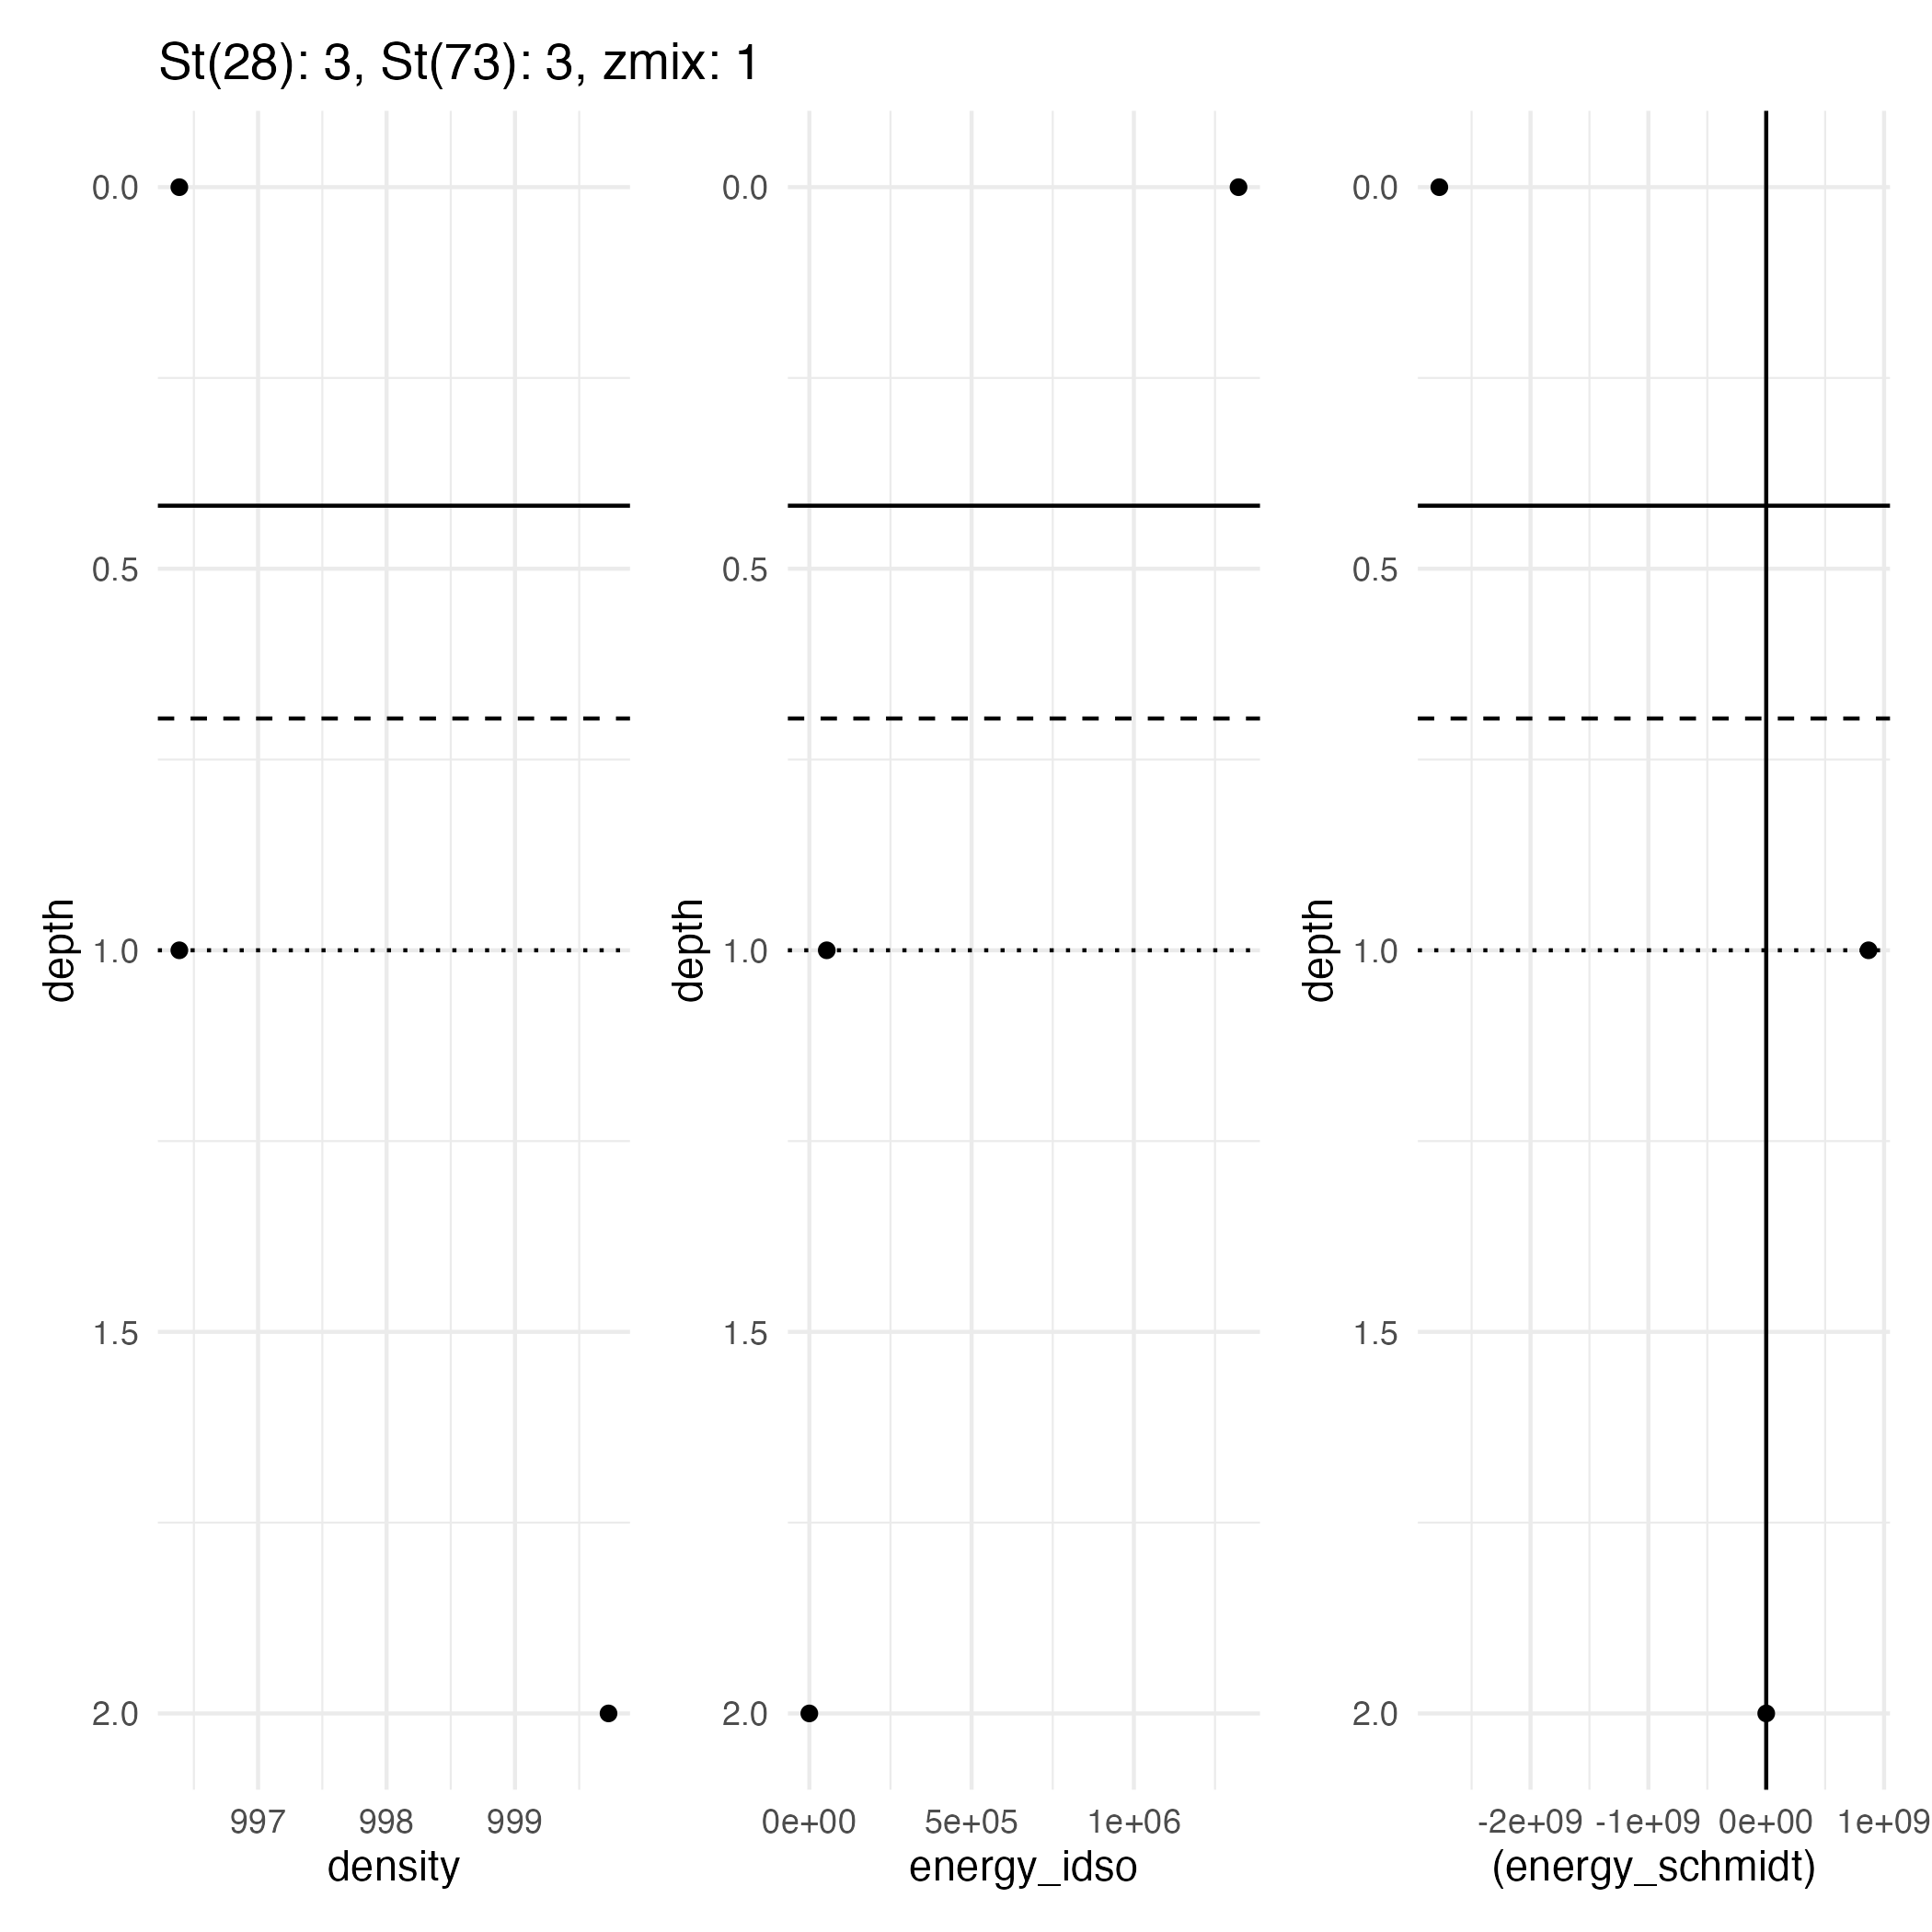 St(28): 3, St(73): 3, zmix: 1
depth
0.0
0.5
1.0
1.5
2.0
997 998 999
density
depth
0.0
0.5
1.0
1.5
2.0
0e+00 5e+05 1e+06
energy_idso
depth
0.0
0.5
1.0
1.5
2.0
-2e+09 -1e+09 0e+00 1e+09
(energy_schmidt)